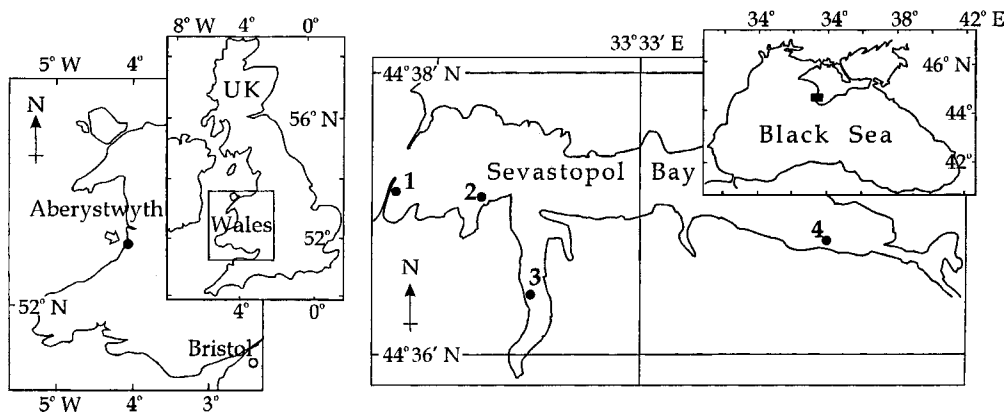 8° W 4° 0°
5° W 4°
N
UK
56°
Aberystwyth
Wales
52°
4° 0°
52° N
Bristol
5° W 4° 3°
33°33' E
44°38' N
Sevastopol Bay
1
2
3
4
N
44°36' N
34° 34° 38° 42° E
46° N
44°
Black Sea
42°